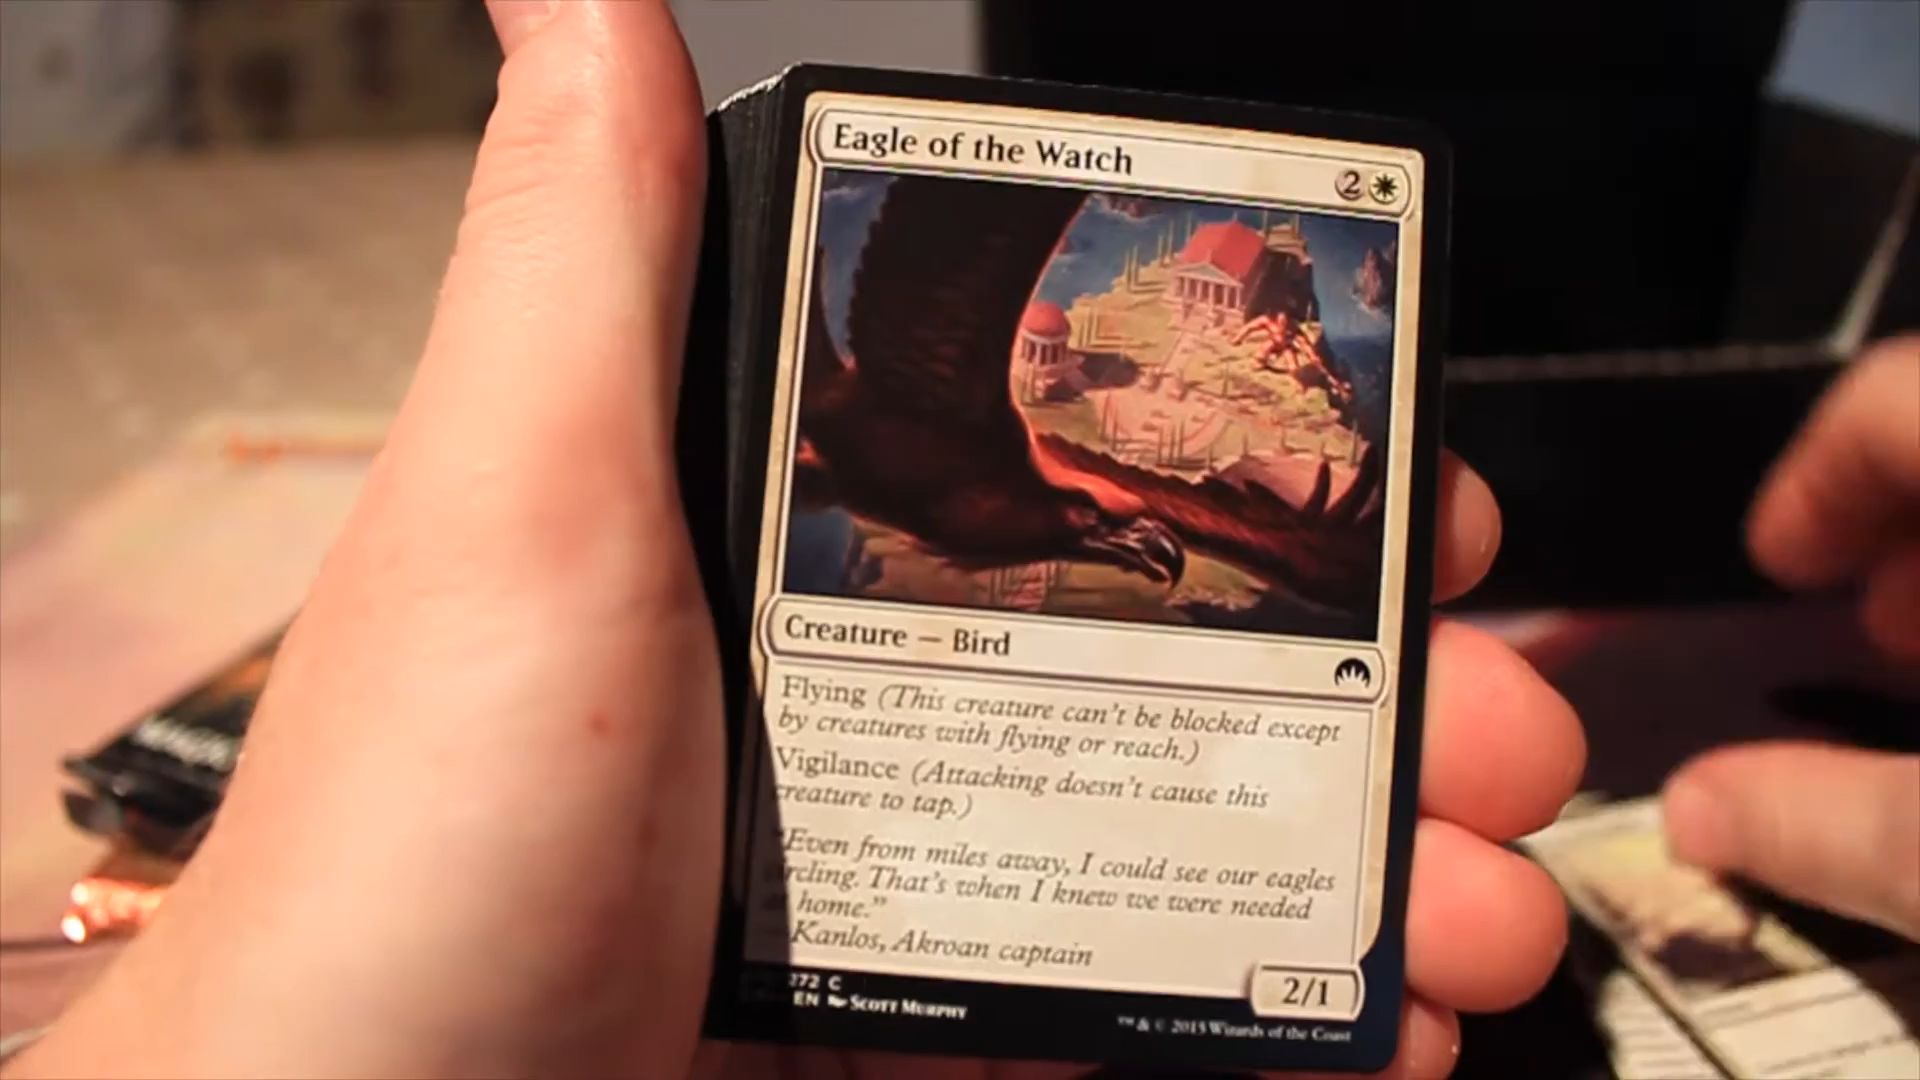 Eagle of the Watch
2
Creature — Bird
Flying (This creature can't be blocked except
by creatures with flying or reach.)
Vigilance (Attacking doesn't cause this
creature to tap.)
"Even from miles away, I could see our eagles
circling. That's when I knew we were needed
home."
—Kanlos, Akroan captain
2/1
272 C
EN Scott Murphy
™ & © 2015 Wizards of the Coast